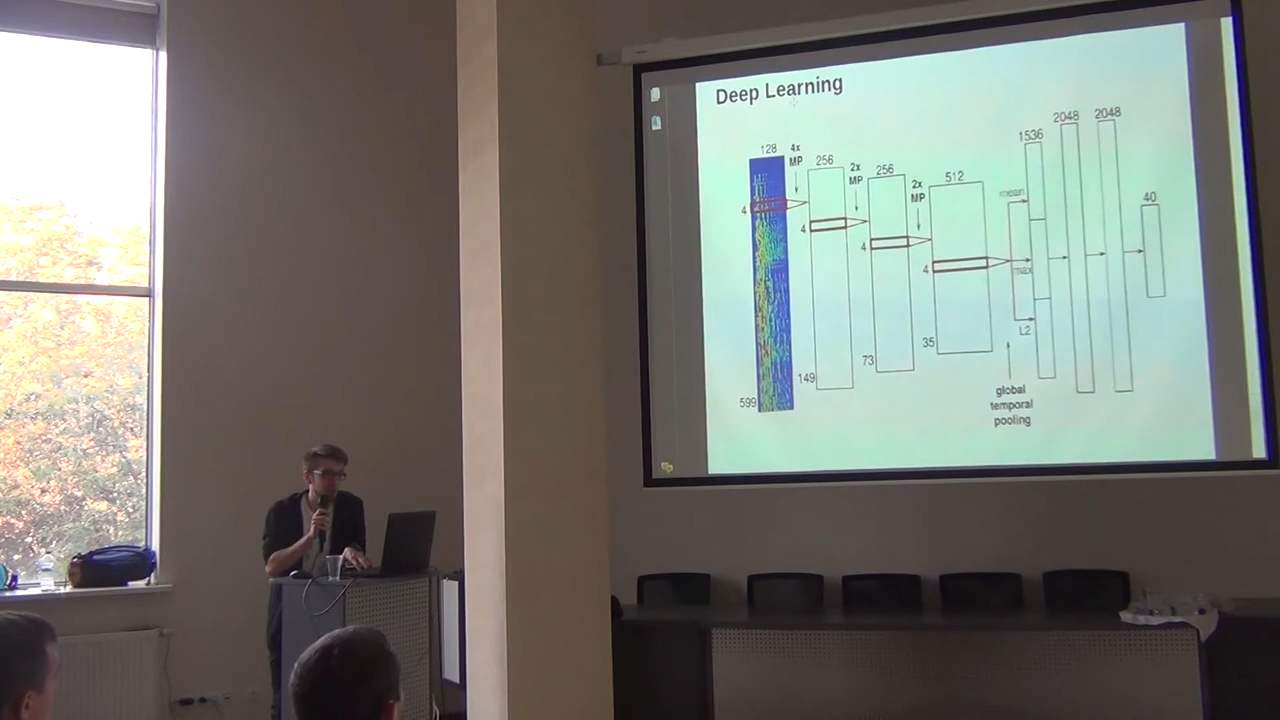 Deep Learning
128
4x
MP
256
2x
MP
256
2x
MP
512
1536
2048
2048
40
4
4
4
4
mean
max
L2
599
149
73
35
global
temporal
pooling